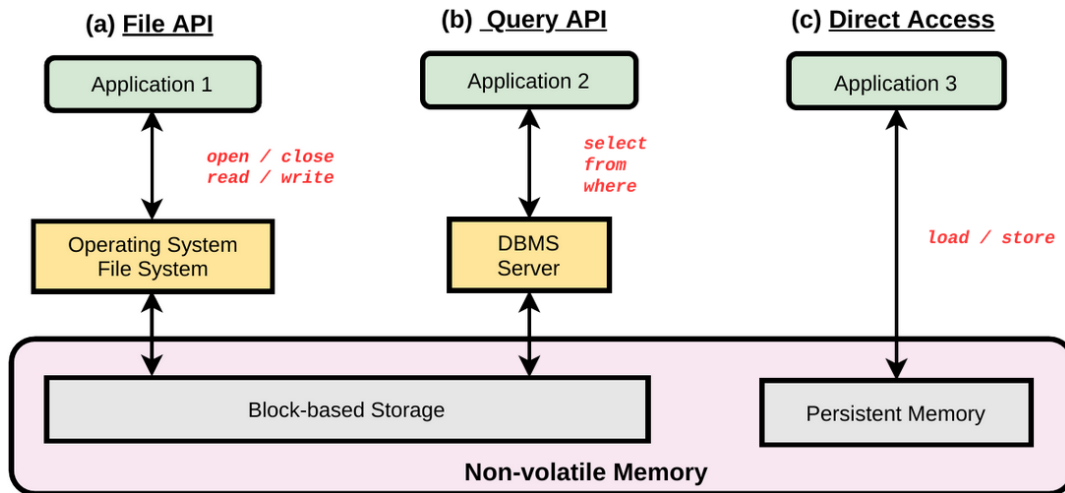 (a) File API
(b) Query API
(c) Direct Access
Application 1
Application 2
Application 3
open / close
read / write
select
from
where
load / store
Operating System
File System
DBMS
Server
Block-based Storage
Persistent Memory
Non-volatile Memory